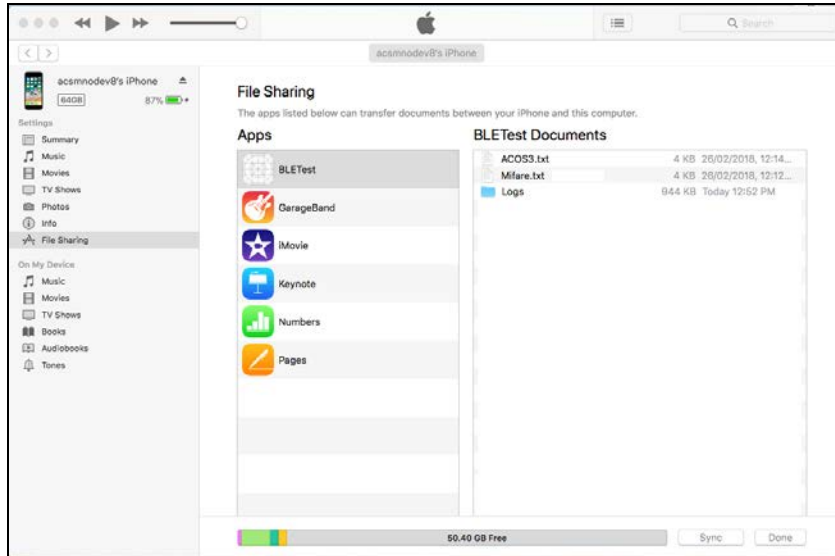 Search
acsmnodev8's iPhone
acsmnodev8's iPhone
64GB 87%
Settings
Summary
Music
Movies
TV Shows
Photos
Info
File Sharing
On My Device
Music
Movies
TV Shows
Books
Audiobooks
Tones
File Sharing
The apps listed below can transfer documents between your iPhone and this computer.
Apps
BLETest
GarageBand
iMovie
Keynote
Numbers
Pages
BLETest Documents
ACOS3.txt 4 KB 26/02/2018, 12:14...
Mifare.txt 4 KB 26/02/2018, 12:12...
Logs 944 KB Today 12:52 PM
50.40 GB Free
Sync
Done